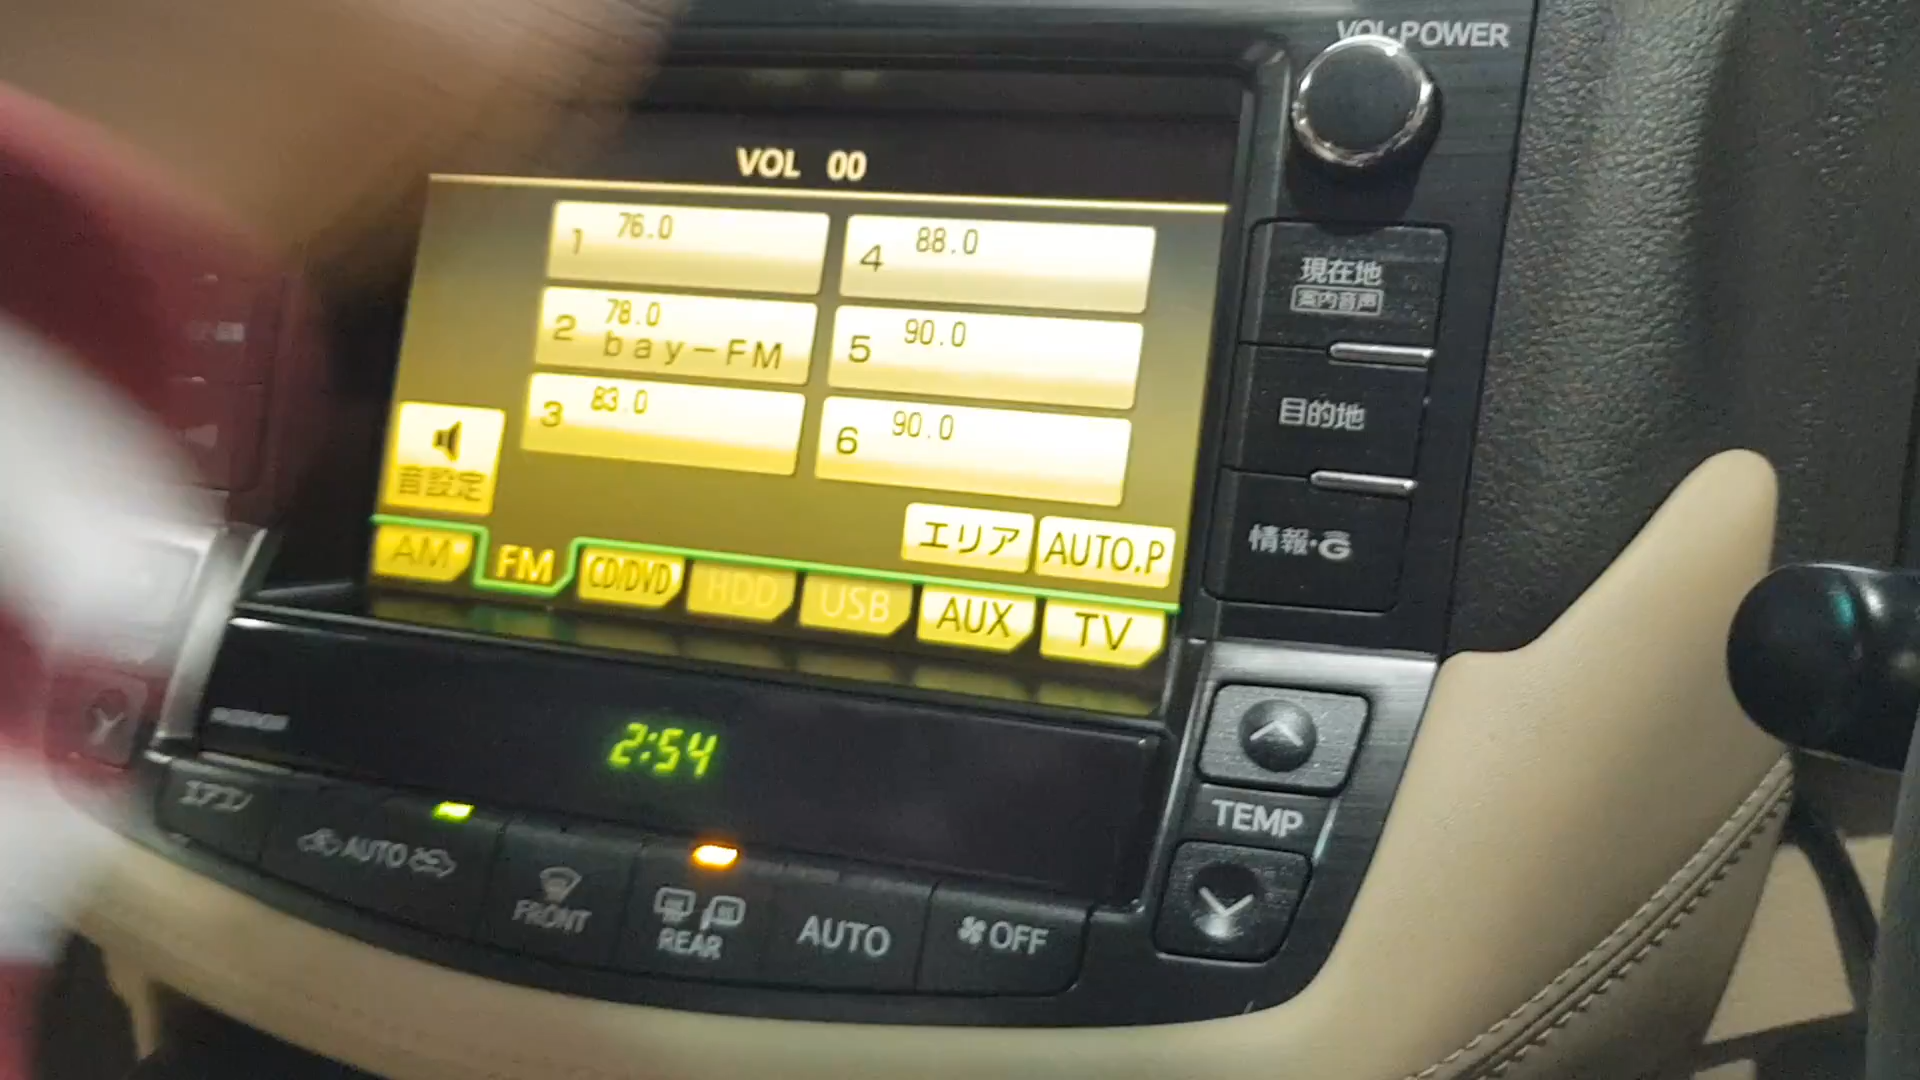 VOL·POWER
VOL 00
1 76.0
4 88.0
2 78.0
bay-FM
5 90.0
3 83.0
6 90.0
音設定
エリア
AUTO.P
AM
FM
CD/DVD
HDD
USB
AUX
TV
現在地
案内音声
目的地
情報・G
2:54
TEMP
エアコン
AUTO
FRONT
REAR
AUTO
OFF